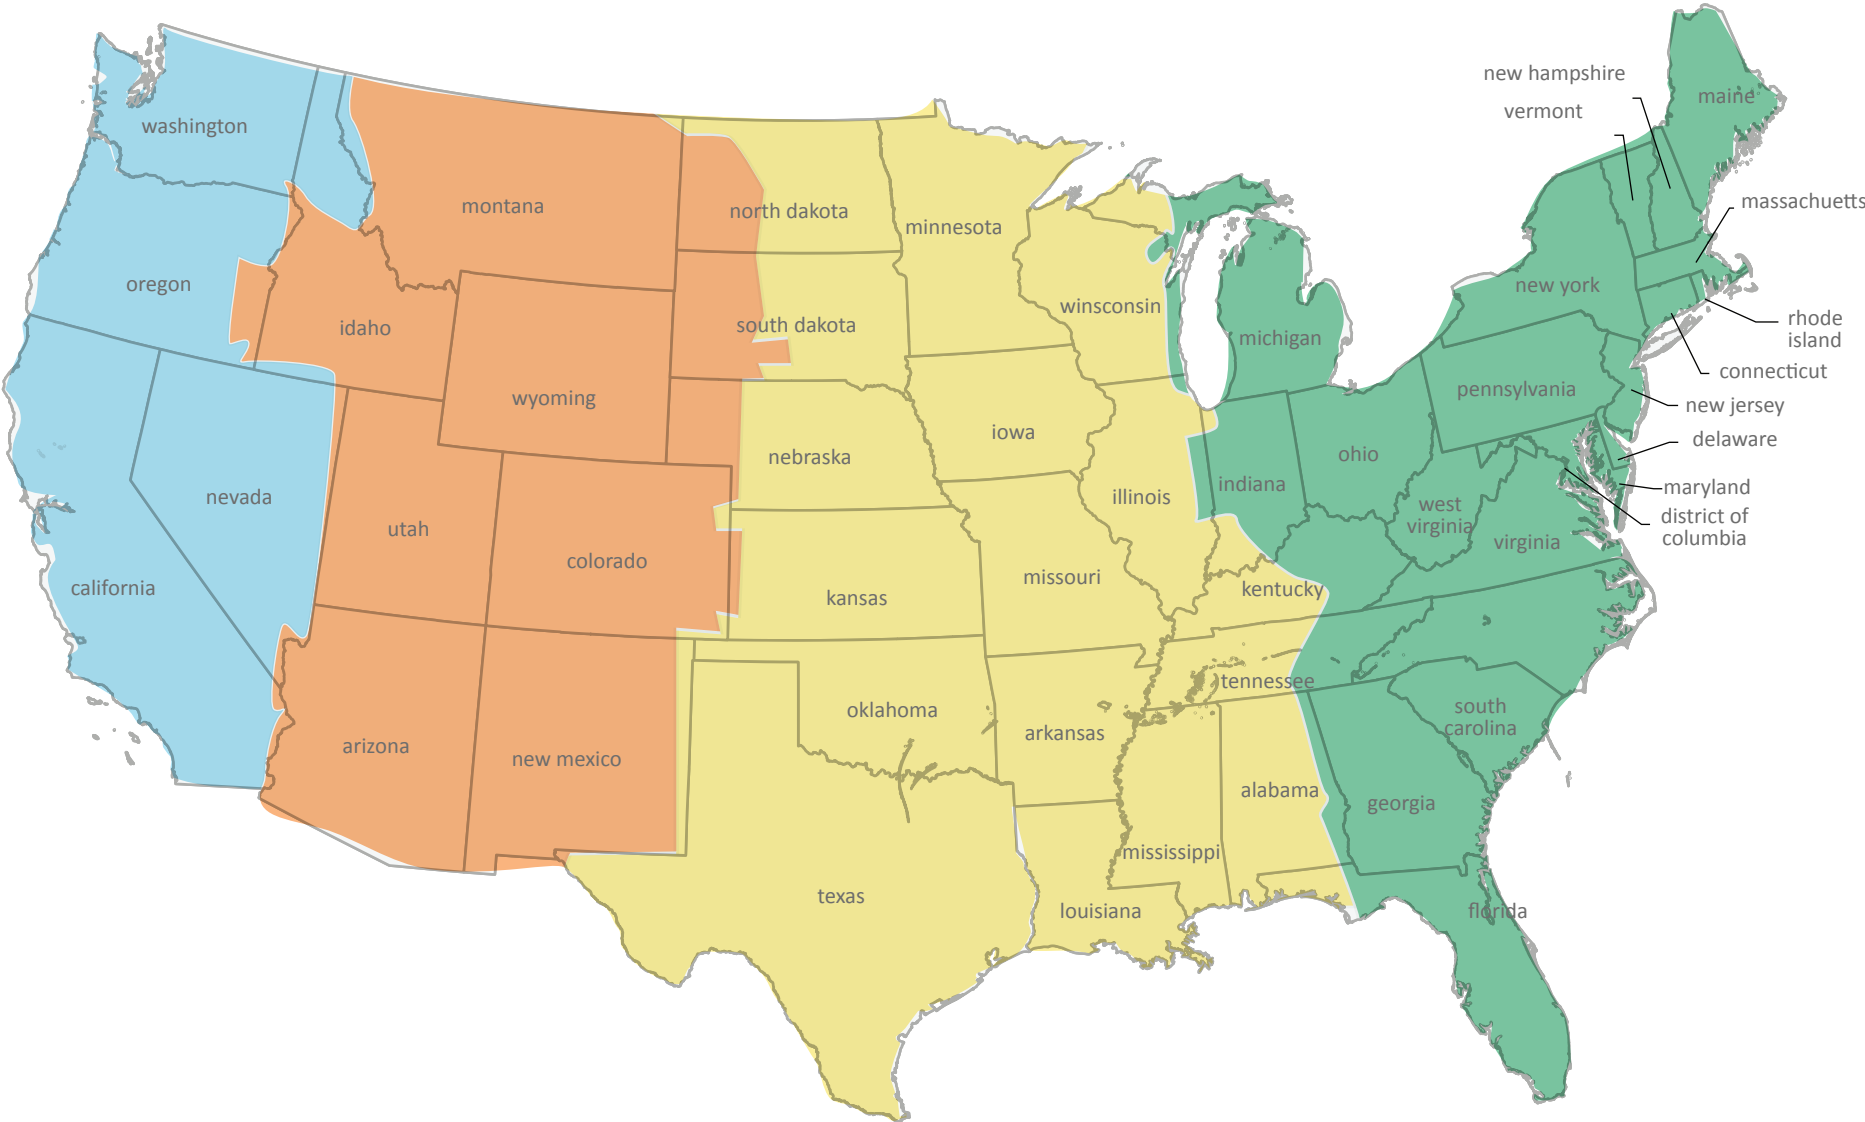 new hampshire
vermont
maine
washington
massachuetts
montana
north dakota
minnesota
oregon
new york
winsconsin
idaho
south dakota
michigan
rhode
island
connecticut
pennsylvania
wyoming
new jersey
iowa
delaware
nebraska
ohio
indiana
maryland
nevada
illinois
west
virginia
district of
columbia
utah
virginia
colorado
missouri
california
kansas
kentucky
tennessee
oklahoma
south
carolina
arkansas
arizona
new mexico
alabama
georgia
mississippi
texas
louisiana
florida